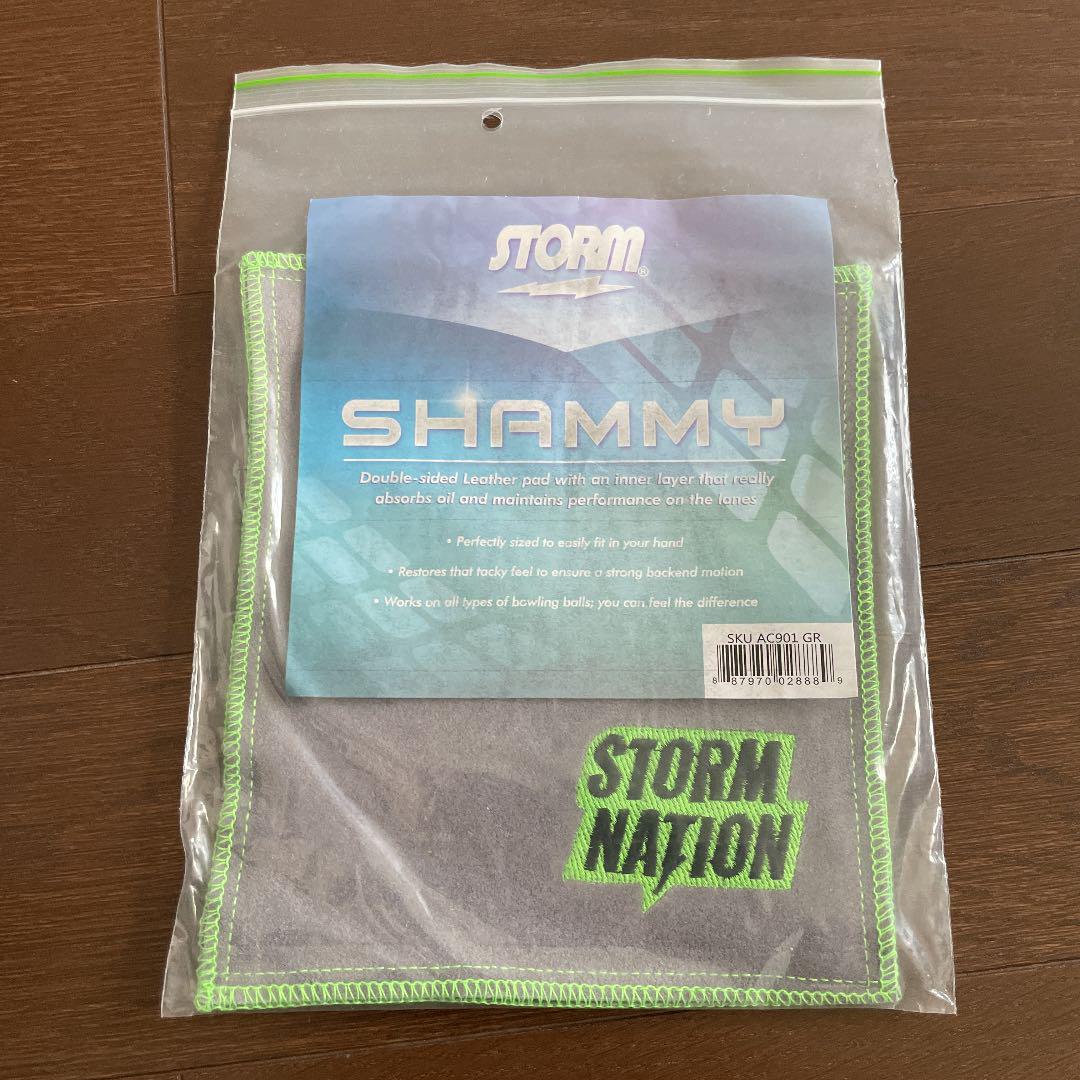 STORM®
SHAMMY
Double-sided Leather pad with an inner layer that really
absorbs oil and maintains performance on the lanes
• Perfectly sized to easily fit in your hand
• Restores that tacky feel to ensure a strong backend motion
• Works on all types of bowling balls; you can feel the difference
SKU AC901 GR
8 87970 02888 9
STORM
NATION